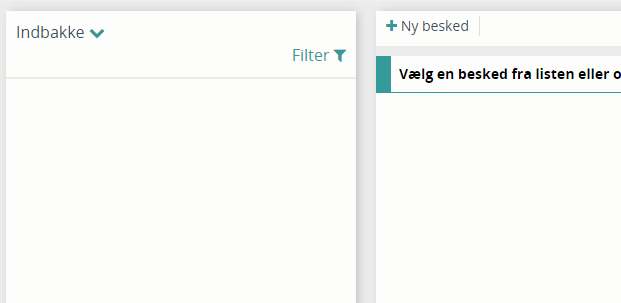 Indbakke
Filter
Ny besked
Vælg en besked fra listen eller